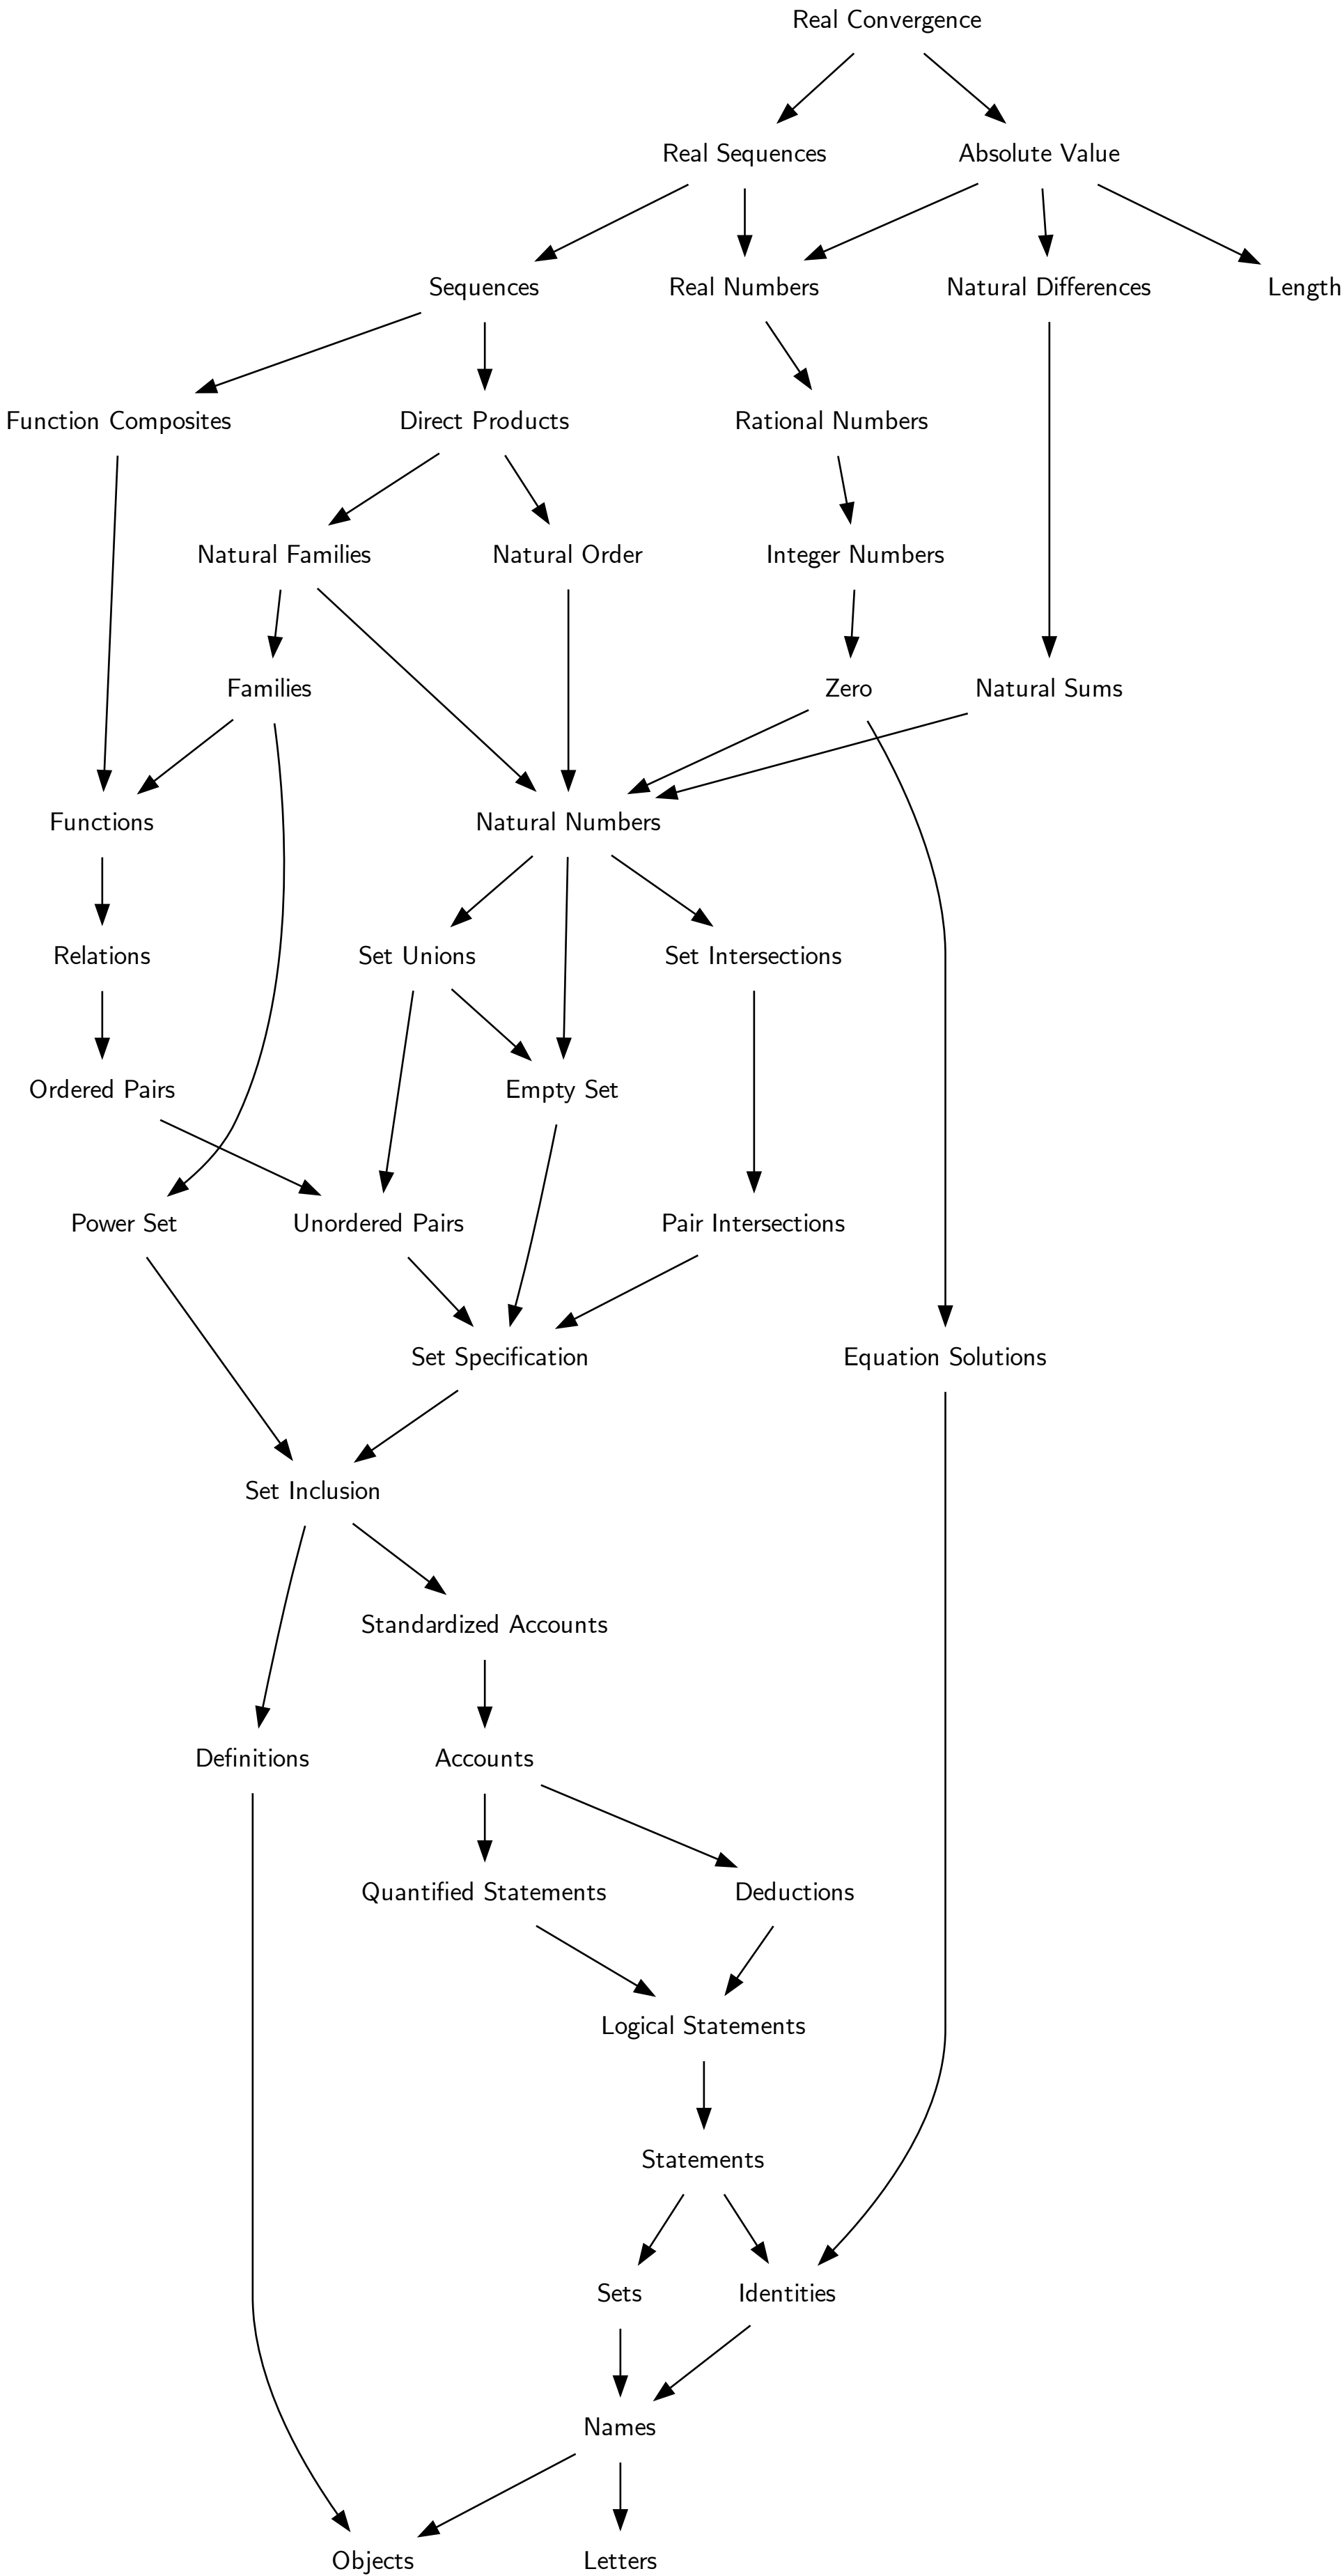 Real Convergence
Real Sequences
Absolute Value
Sequences
Real Numbers
Natural Differences
Length
Function Composites
Direct Products
Rational Numbers
Natural Families
Natural Order
Integer Numbers
Families
Zero
Natural Sums
Functions
Natural Numbers
Relations
Set Unions
Set Intersections
Ordered Pairs
Empty Set
Power Set
Unordered Pairs
Pair Intersections
Set Specification
Equation Solutions
Set Inclusion
Standardized Accounts
Definitions
Accounts
Quantified Statements
Deductions
Logical Statements
Statements
Sets
Identities
Names
Objects
Letters